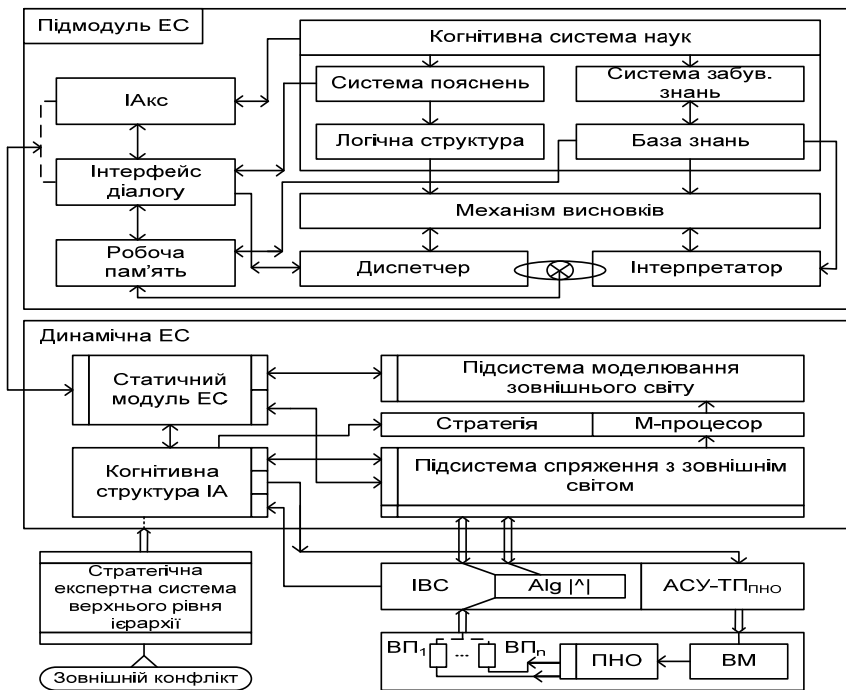 Підмодуль ЕС
Когнитивна система наук
ІАкс
Система пояснень
Система забув.
знань
Логічна структура
База знань
Інтерфейс
діалогу
Механізм висновків
Робоча
пам'ять
Диспетчер
Інтерпретатор
Динамічна ЕС
Статичний
модуль ЕС
Підсистема моделювання
зовнішнього світу
Стратегія
М-процесор
Когнітивна
структура ІА
Підсистема спряження з зовнішнім
світом
Стратегічна
експертна система
верхнього рівня
ієрархії
ІВС
Alg |^|
АСУ–ТППНО
Зовнішній конфлікт
ВП1
...
ВПn
ПНО
ВМ